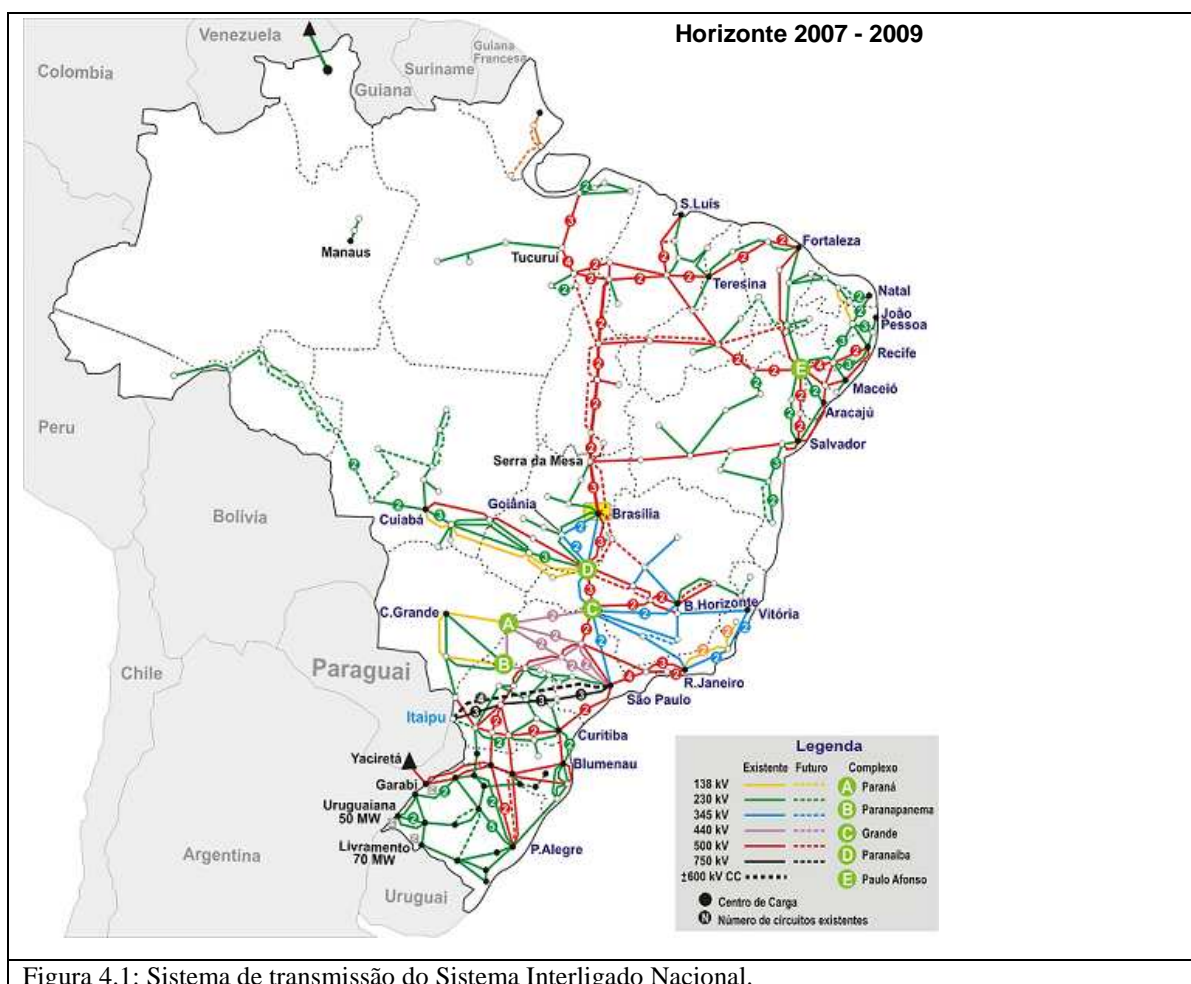 Horizonte 2007 - 2009
Venezuela
Guiana
Francesa
Suriname
Colombia
Guiana
S.Luís
Fortaleza
Manaus
Tucuruí
Teresina
Natal
João
Pessoa
Recife
E
Maceió
Aracajú
Peru
Salvador
Serra da Mesa
Goiânia
Brasília
Bolívia
Cuiabá
D
C.Grande
A
C
B.Horizonte
Vitória
B
Chile
Paraguai
R.Janeiro
São Paulo
Itaipu
Curitiba
Yaciretá
Blumenau
Garabi
Uruguaiana
50 MW
Livramento
70 MW
P.Alegre
Argentina
Uruguai
Legenda
Existente Futuro Complexo
138 kV A Paraná
230 kV B Paranapanema
345 kV C Grande
440 kV D Paranaíba
500 kV E Paulo Afonso
750 kV
±600 kV CC
Centro de Carga
N Número de circuitos existentes
Figura 4.1: Sistema de transmissão do Sistema Interligado Nacional.